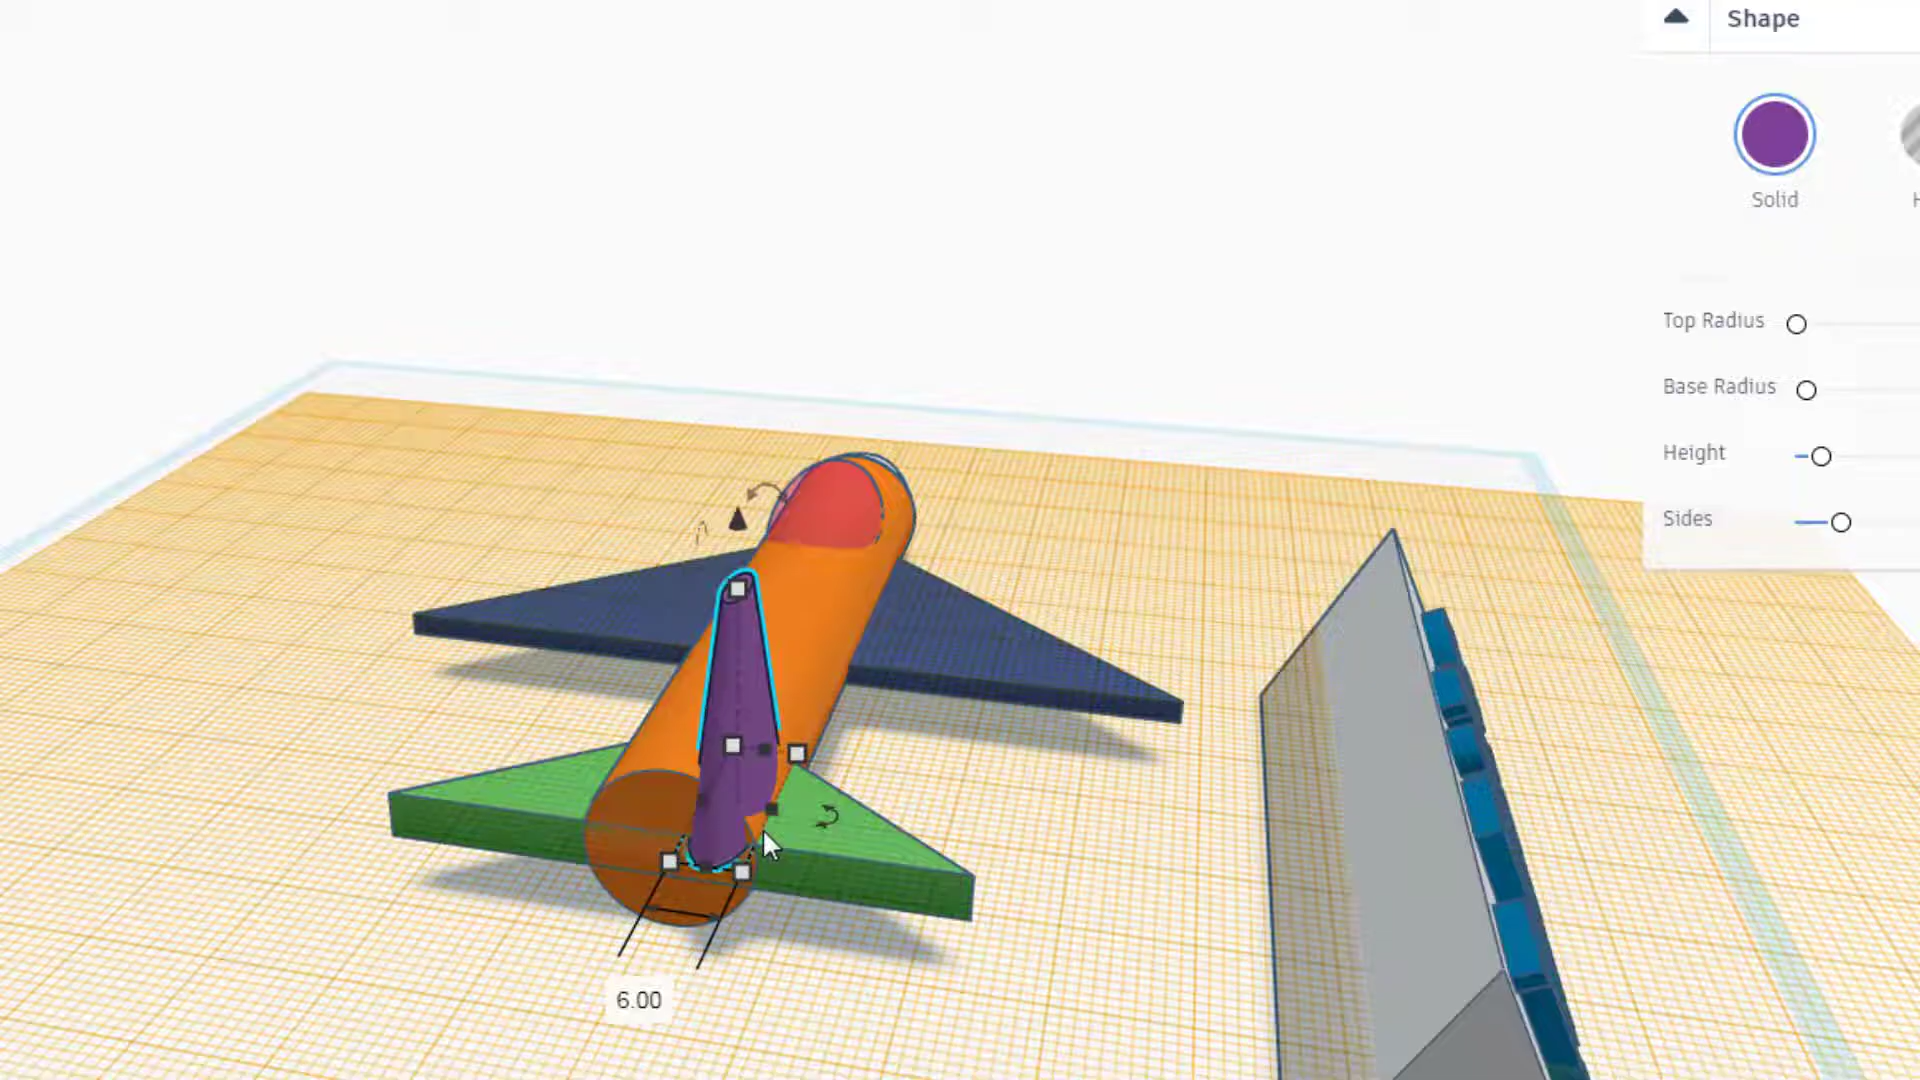 Shape
Solid
H
Top Radius
Base Radius
Height
Sides
6.00